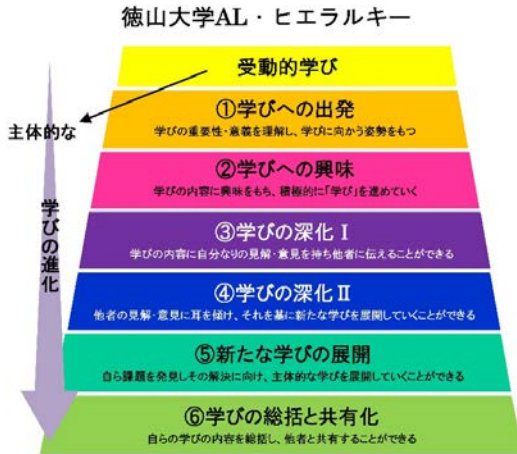 徳山大学AL・ヒエラルキー
受動的学び
主体的な
学びの進化
①学びへの出発
学びの重要性・意義を理解し、学びに向かう姿勢をもつ
②学びへの興味
学びの内容に興味をもち、積極的に「学び」を進めていく
③学びの深化Ⅰ
学びの内容に自分なりの見解・意見を持ち他者に伝えることができる
④学びの深化Ⅱ
他者の見解・意見に耳を傾け、それを基に新たな学びを展開していくことができる
⑤新たな学びの展開
自ら課題を発見しその解決に向け、主体的な学びを展開していくことができる
⑥学びの総括と共有化
自らの学びの内容を総括し、他者と共有することができる